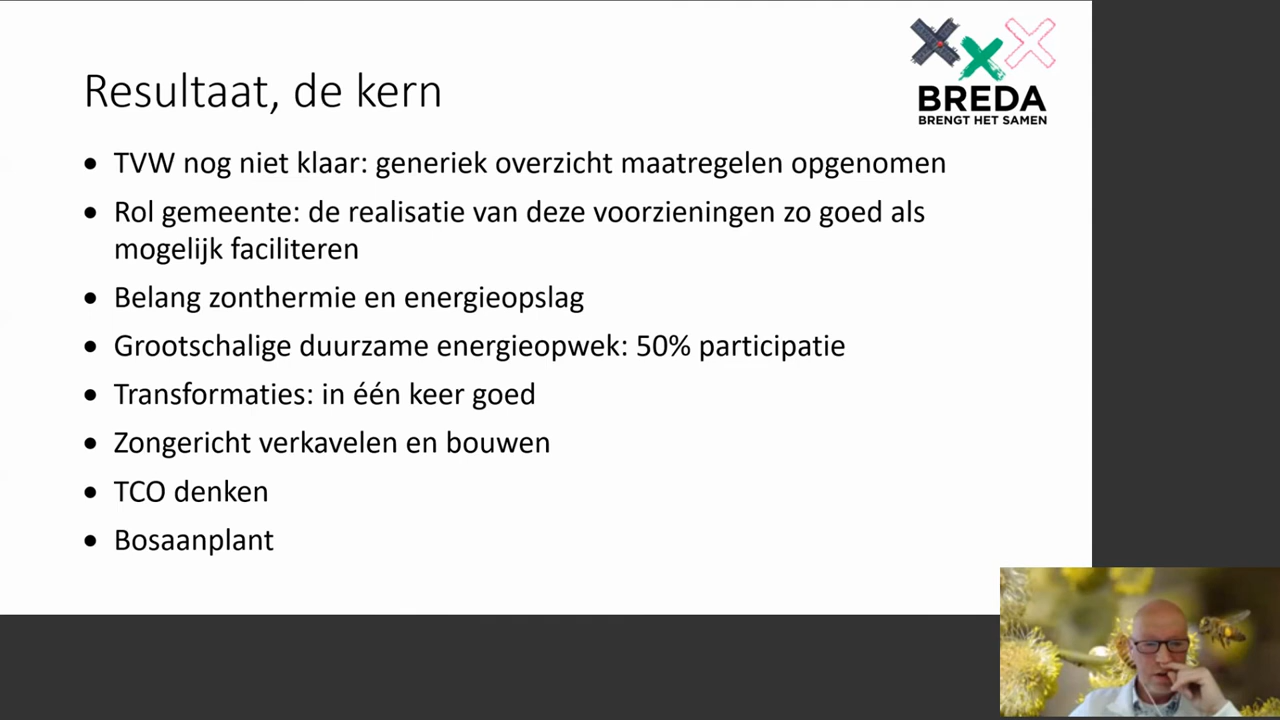 BREDA
BRENGT HET SAMEN
Resultaat, de kern
• TVW nog niet klaar: generiek overzicht maatregelen opgenomen
• Rol gemeente: de realisatie van deze voorzieningen zo goed als
mogelijk faciliteren
• Belang zonthermie en energieopslag
• Grootschalige duurzame energieopwek: 50% participatie
• Transformaties: in één keer goed
• Zongericht verkavelen en bouwen
• TCO denken
• Bosaanplant